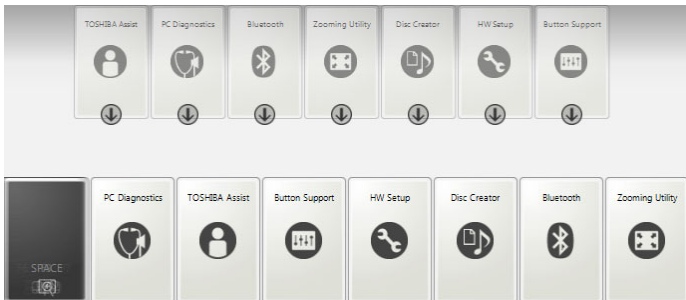 TOSHIBA Assist
PC Diagnostics
Bluetooth
Zooming Utility
Disc Creator
HW Setup
Button Support
SPACE
PC Diagnostics
TOSHIBA Assist
Button Support
HW Setup
Disc Creator
Bluetooth
Zooming Utility